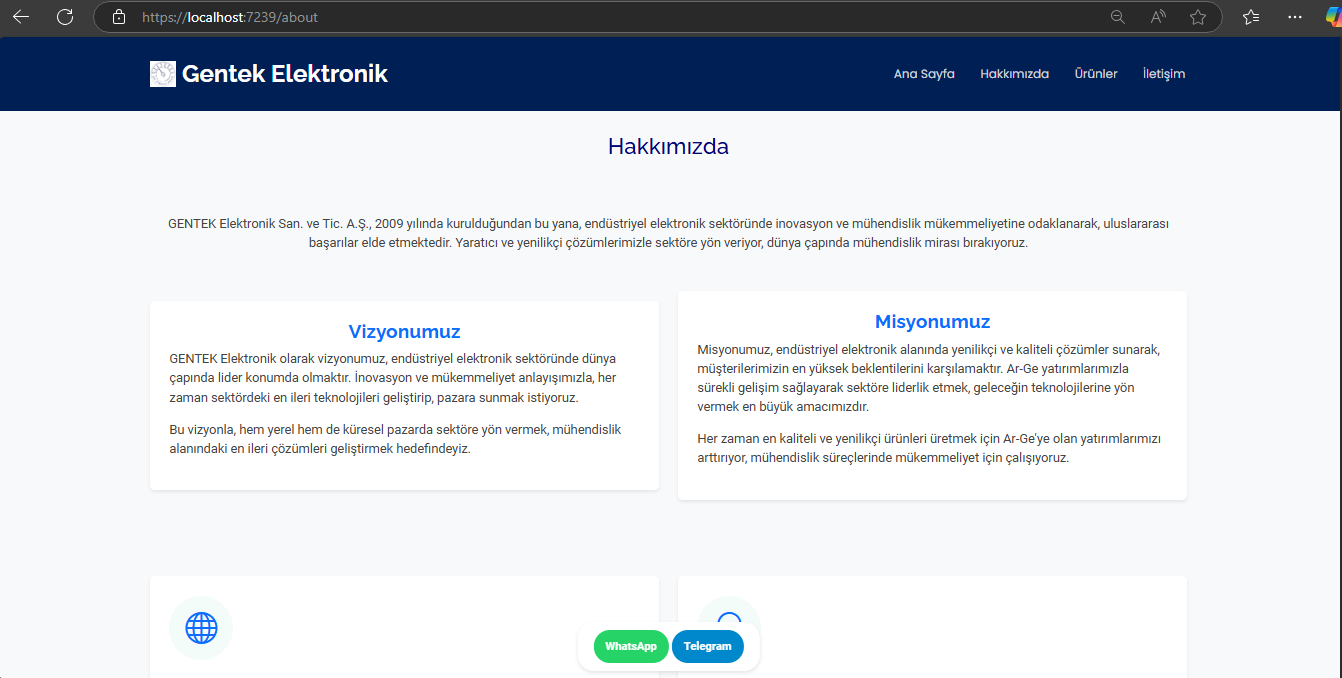 https://localhost:7239/about
Gentek Elektronik
Ana Sayfa Hakkımızda Ürünler İletişim
Hakkımızda
GENTEK Elektronik San. ve Tic. A.Ş., 2009 yılında kurulduğundan bu yana, endüstriyel elektronik sektöründe inovasyon ve mühendislik mükemmeliyetine odaklanarak, uluslararası
başarılar elde etmektedir. Yaratıcı ve yenilikçi çözümlerimizle sektöre yön veriyor, dünya çapında mühendislik mirası bırakıyoruz.
Vizyonumuz
GENTEK Elektronik olarak vizyonumuz, endüstriyel elektronik sektöründe dünya
çapında lider konumda olmaktır. İnovasyon ve mükemmeliyet anlayışımızla, her
zaman sektördeki en ileri teknolojileri geliştirip, pazara sunmak istiyoruz.
Bu vizyonla, hem yerel hem de küresel pazarda sektöre yön vermek, mühendislik
alanındaki en ileri çözümleri geliştirmek hedefindeyiz.
Misyonumuz
Misyonumuz, endüstriyel elektronik alanında yenilikçi ve kaliteli çözümler sunarak,
müşterilerimizin en yüksek beklentilerini karşılamaktır. Ar-Ge yatırımlarımızla
sürekli gelişim sağlayarak sektöre liderlik etmek, geleceğin teknolojilerine yön
vermek en büyük amacımızdır.
Her zaman en kaliteli ve yenilikçi ürünleri üretmek için Ar-Ge'ye olan yatırımlarımızı
arttırıyor, mühendislik süreçlerinde mükemmeliyet için çalışıyoruz.
WhatsApp Telegram